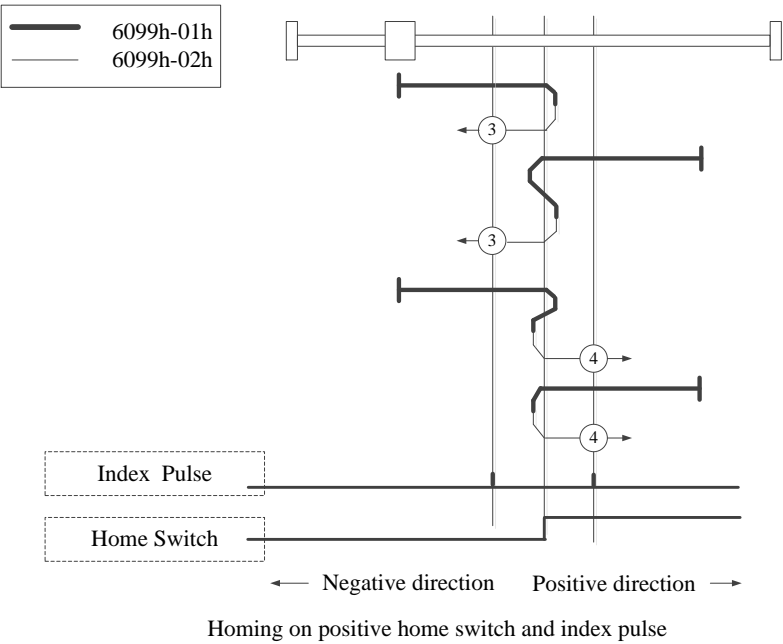 6099h-01h
6099h-02h
3
3
4
4
Index Pulse
Home Switch
Negative direction Positive direction
Homing on positive home switch and index pulse